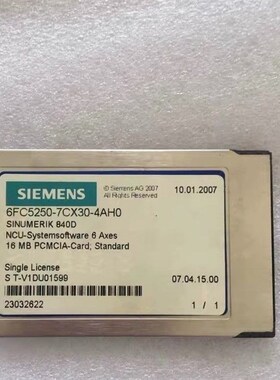 © Siemens AG 2007
All Rights Reserved
10.01.2007
SIEMENS
6FC5250-7CX30-4AH0
SINUMERIK 840D
NCU-Systemsoftware 6 Axes
16 MB PCMCIA-Card; Standard
Single License
S T-V1DU01599
07.04.15.00
23032622
1 / 1